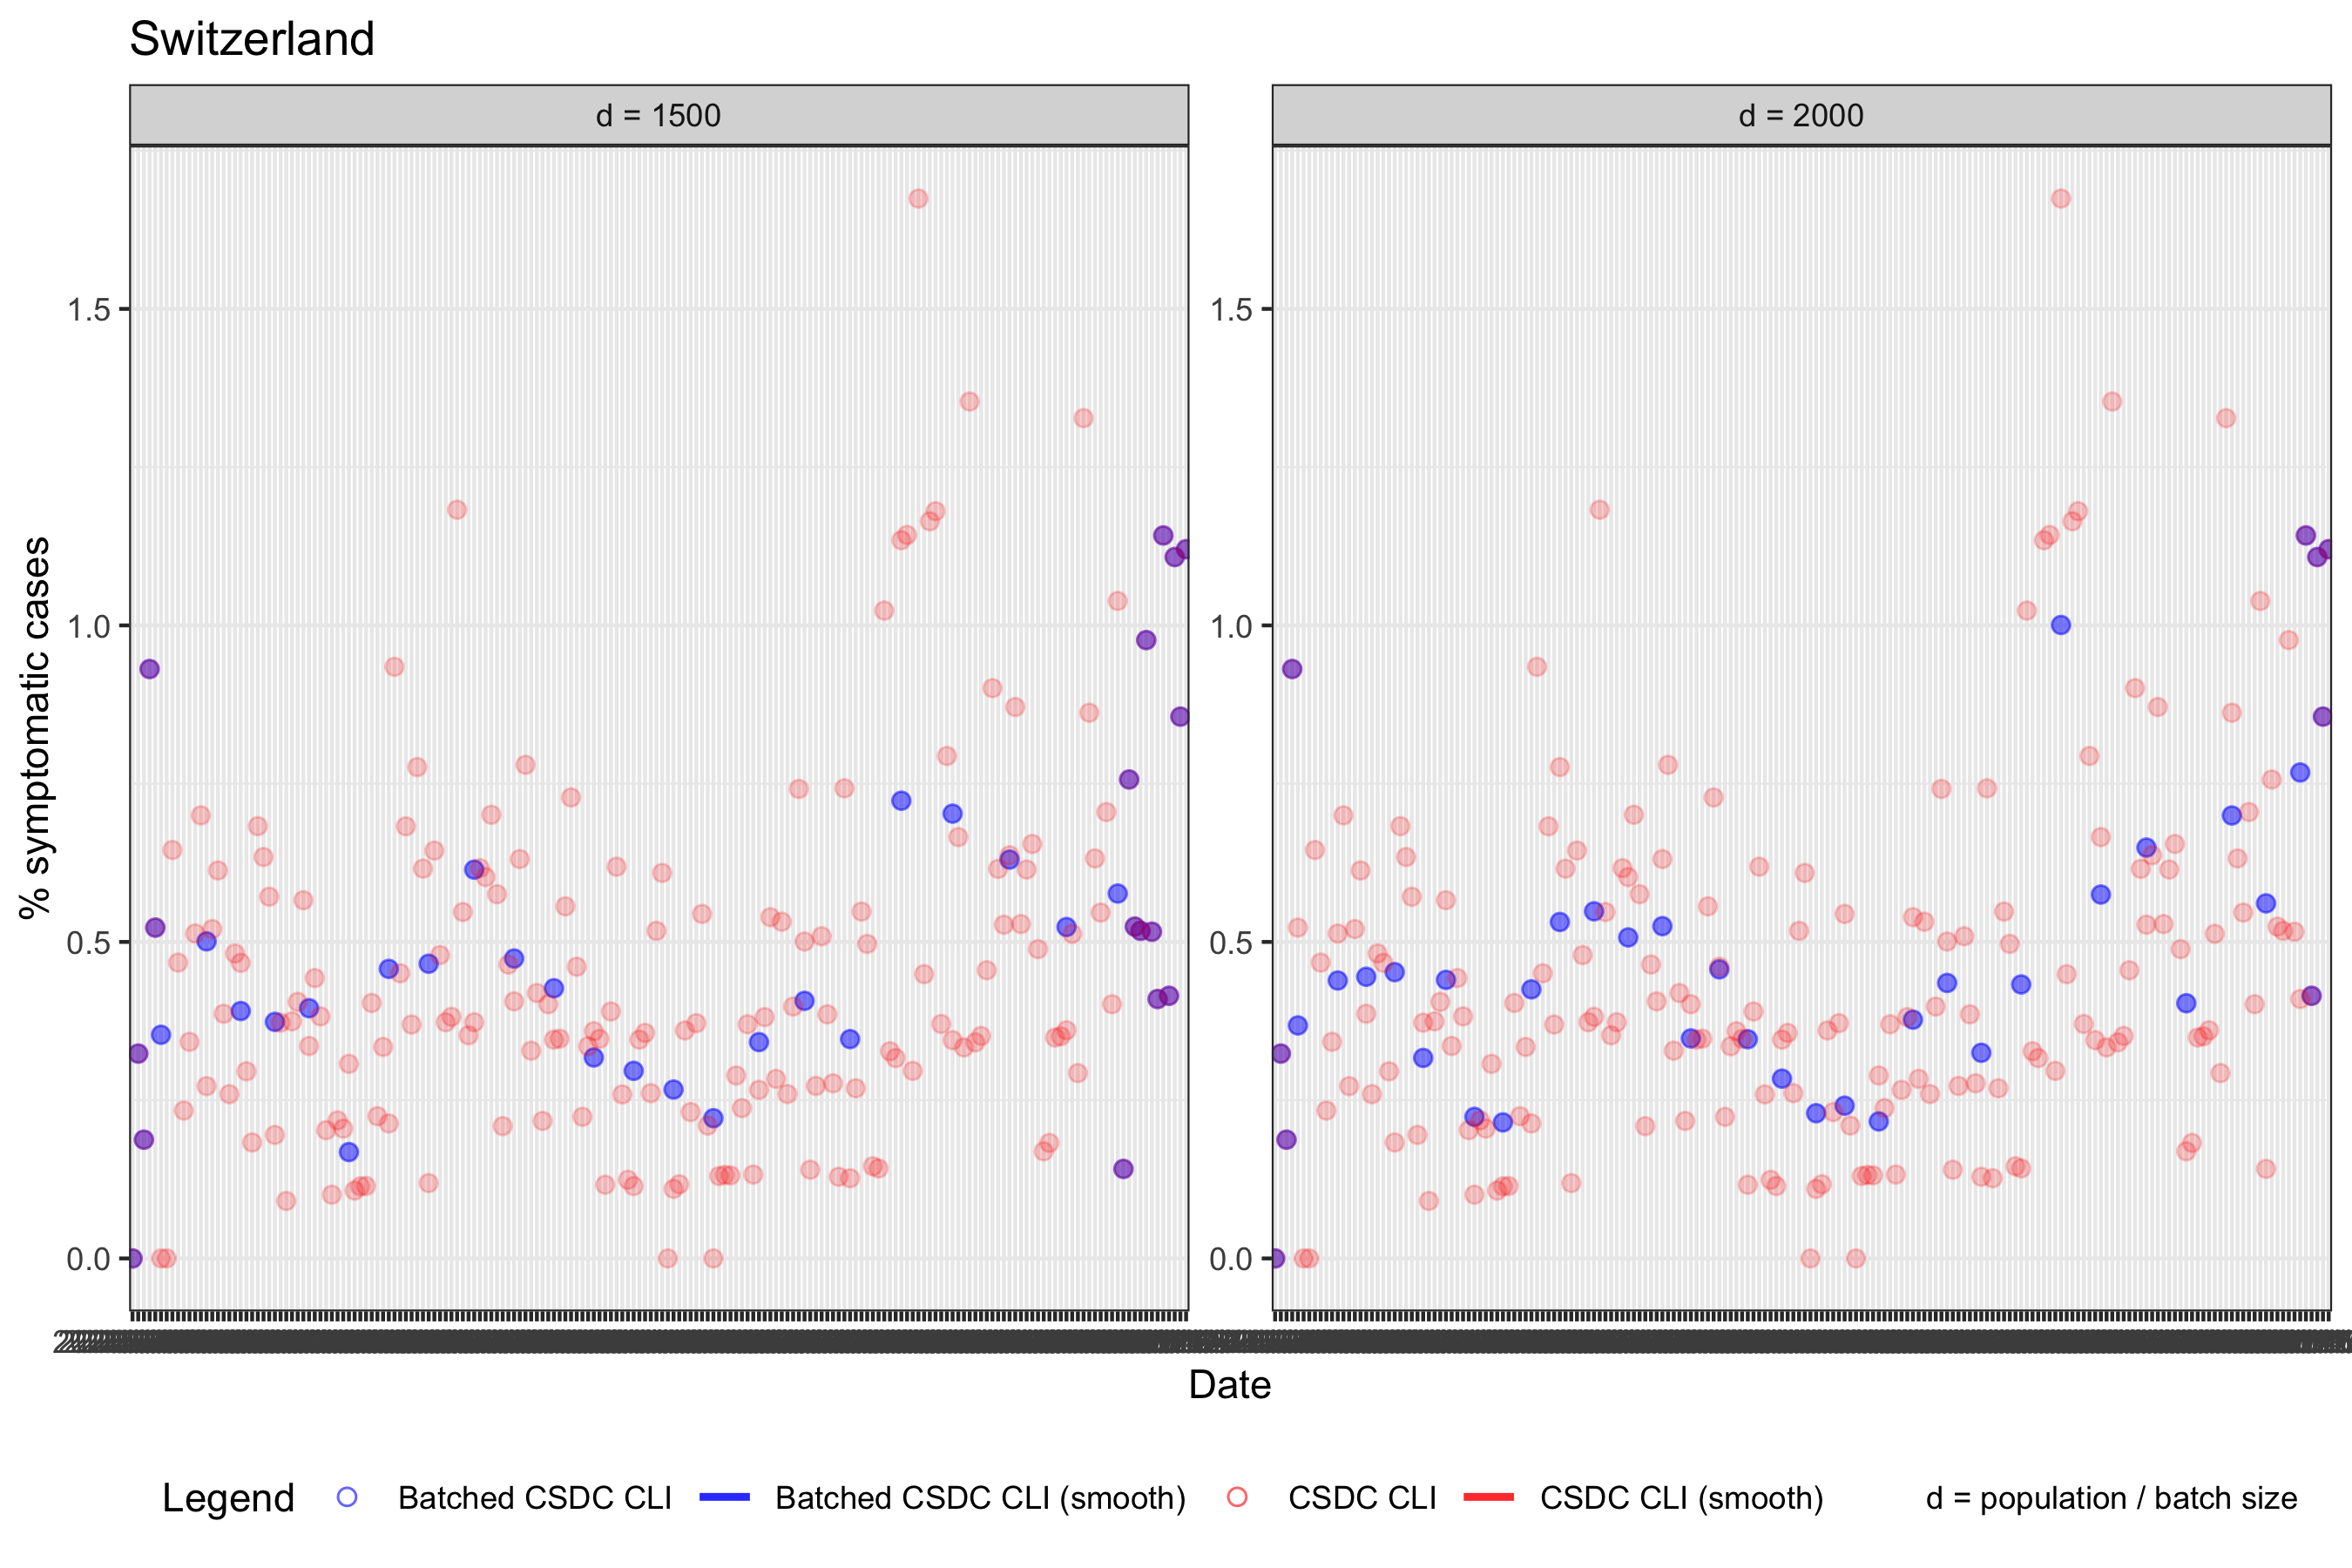 Switzerland
d = 1500
d = 2000
% symptomatic cases
1.5
1.0
0.5
0.0
1.5
1.0
0.5
0.0
Date
Legend Batched CSDC CLI Batched CSDC CLI (smooth) CSDC CLI CSDC CLI (smooth) d = population / batch size